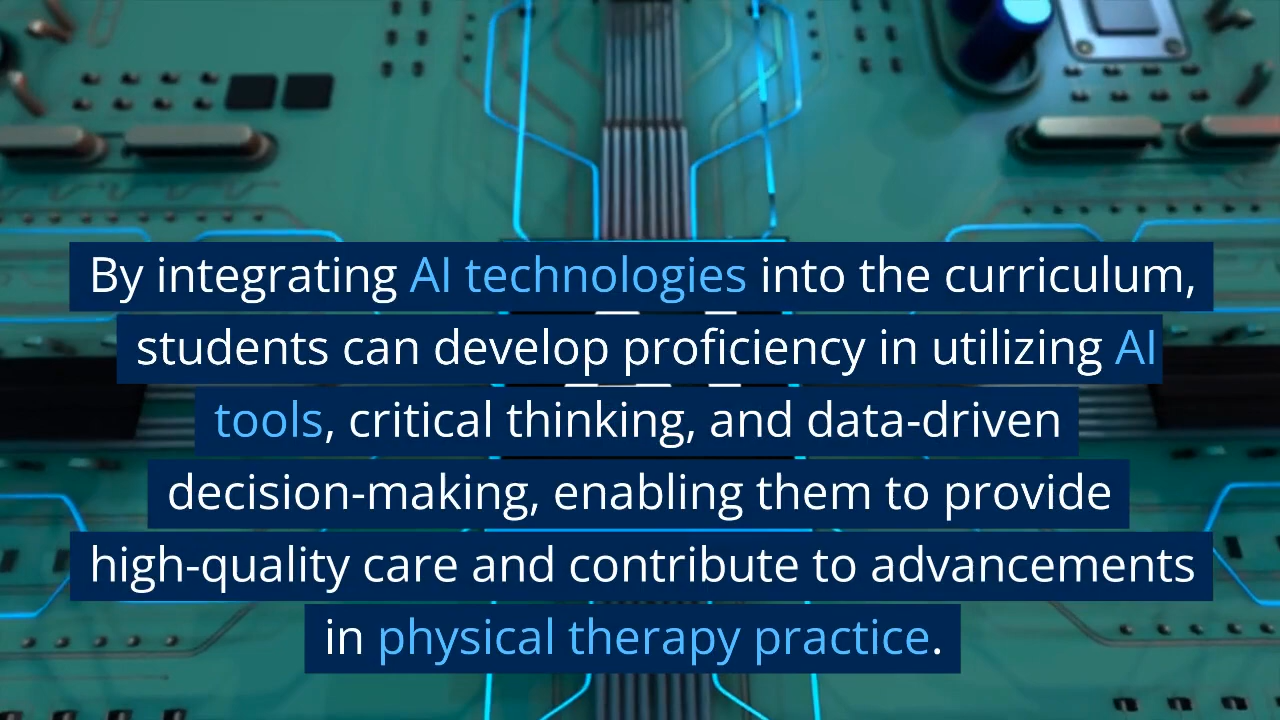 By integrating AI technologies into the curriculum,
students can develop proficiency in utilizing AI
tools, critical thinking, and data-driven
decision-making, enabling them to provide
high-quality care and contribute to advancements
in physical therapy practice.